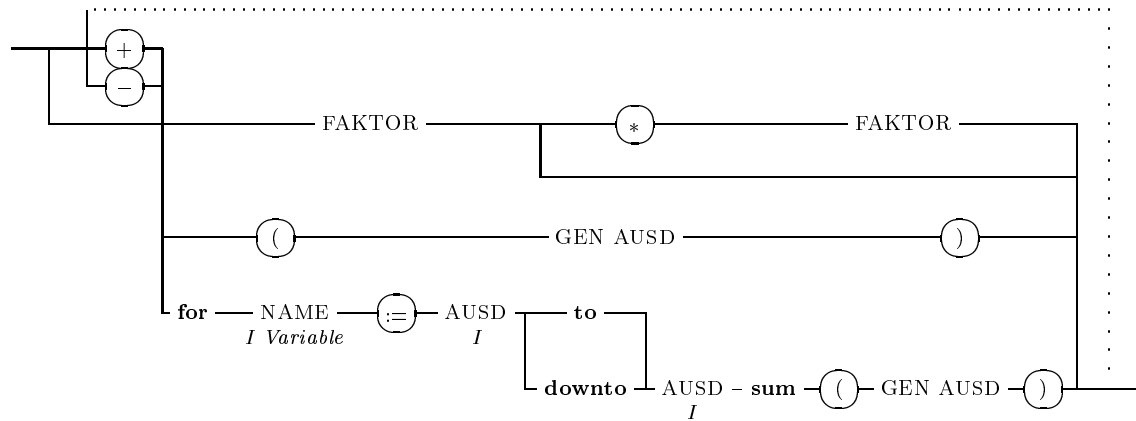 +
−
FAKTOR * FAKTOR
( GEN AUSD )
for NAME := AUSD to
I Variable I
downto AUSD sum ( GEN AUSD )
I